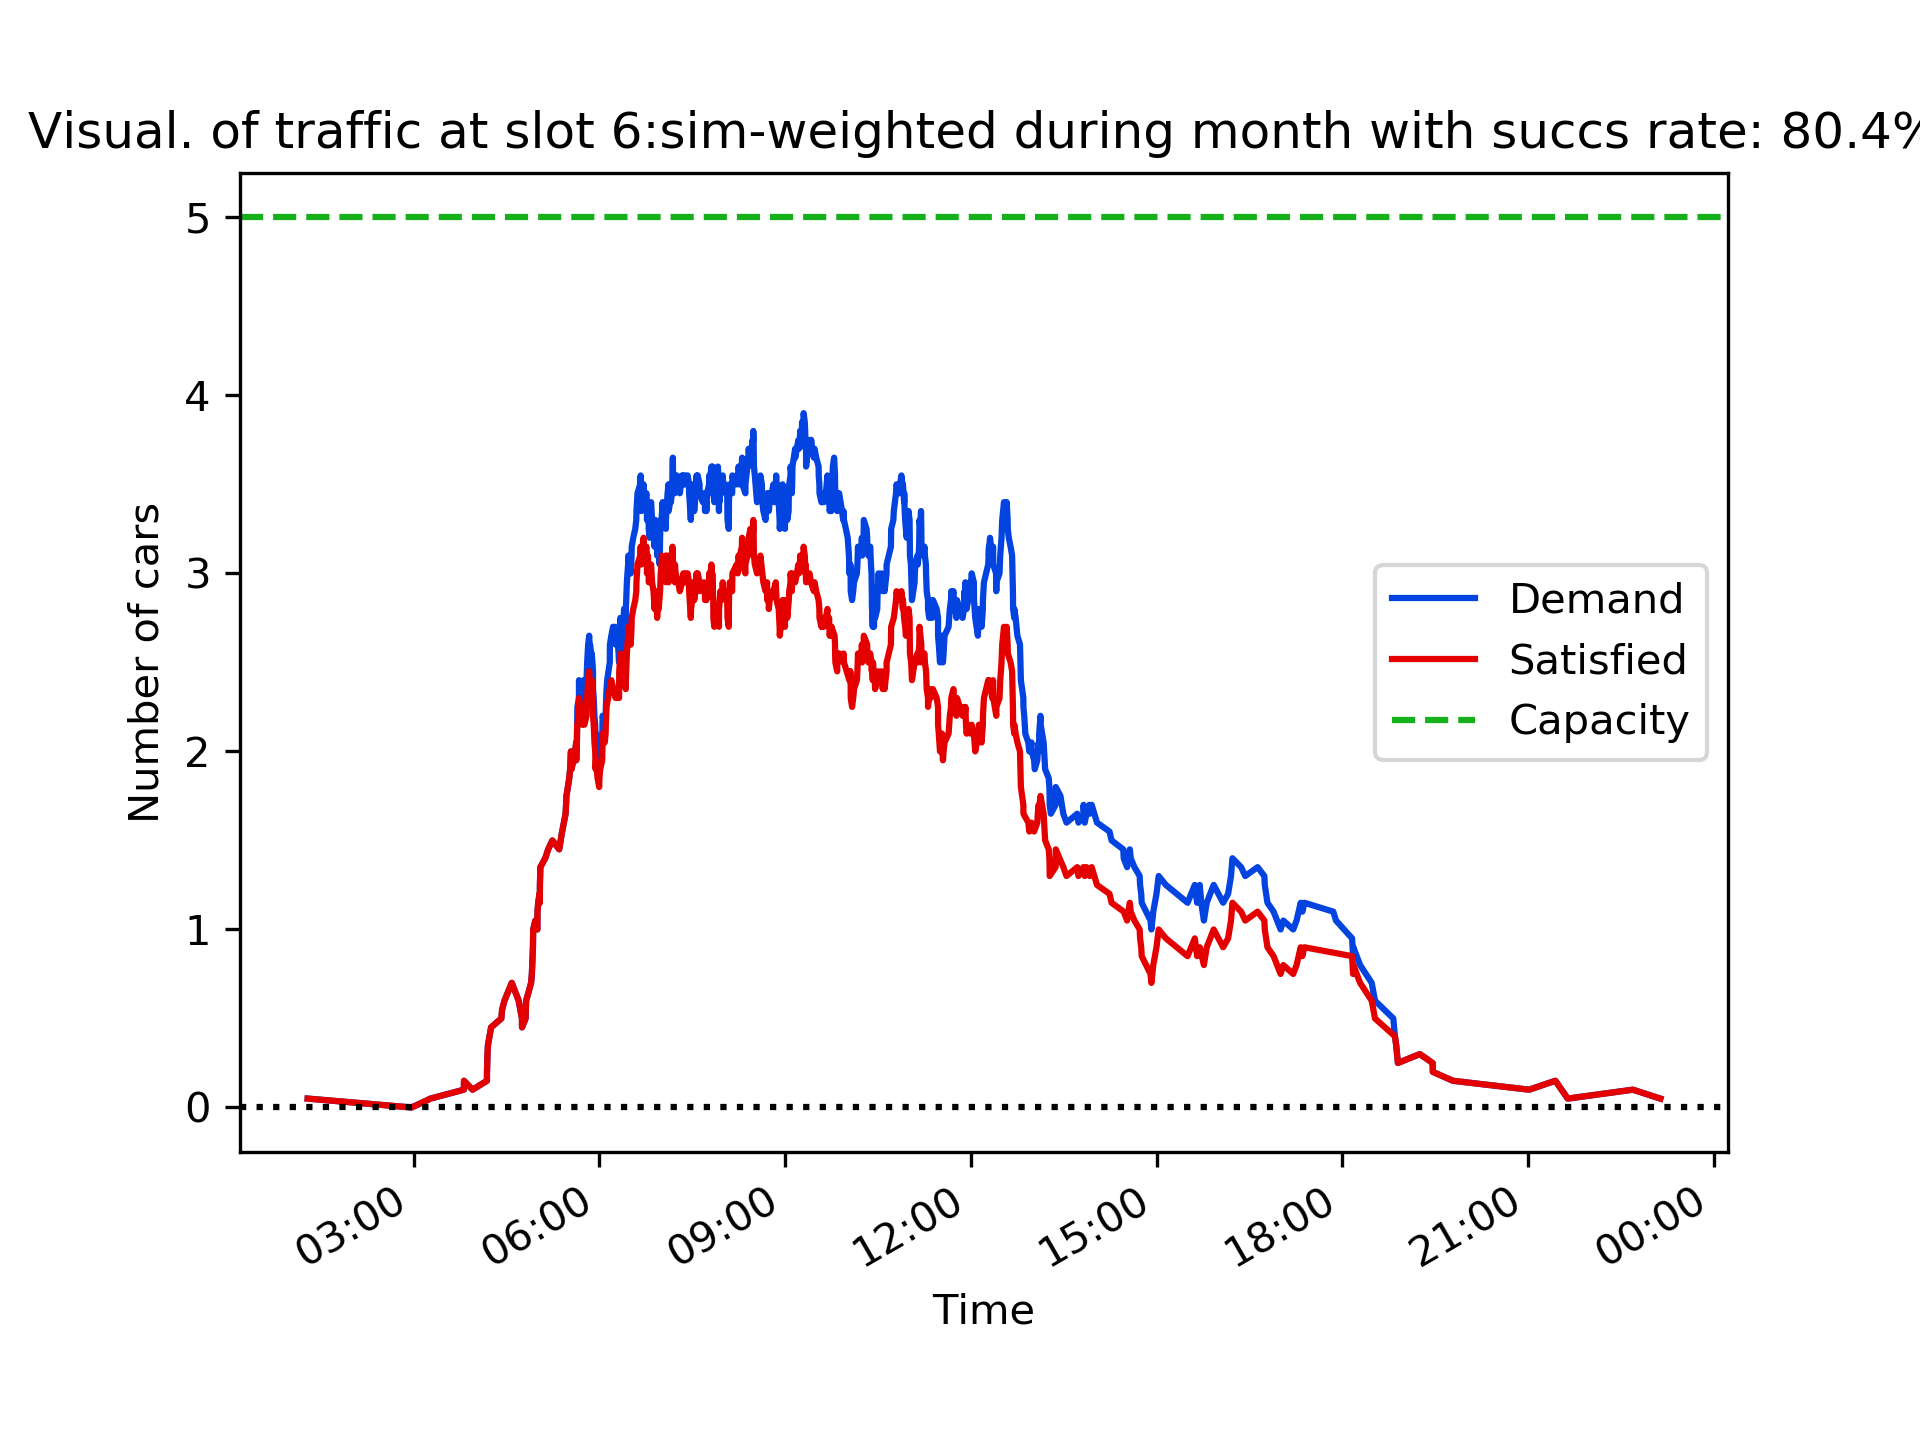 Visual. of traffic at slot 6:sim-weighted during month with succs rate: 80.4%
5
4
3
2
1
0
Number of cars
Demand
Satisfied
Capacity
03:00
06:00
09:00
12:00
15:00
18:00
21:00
00:00
Time